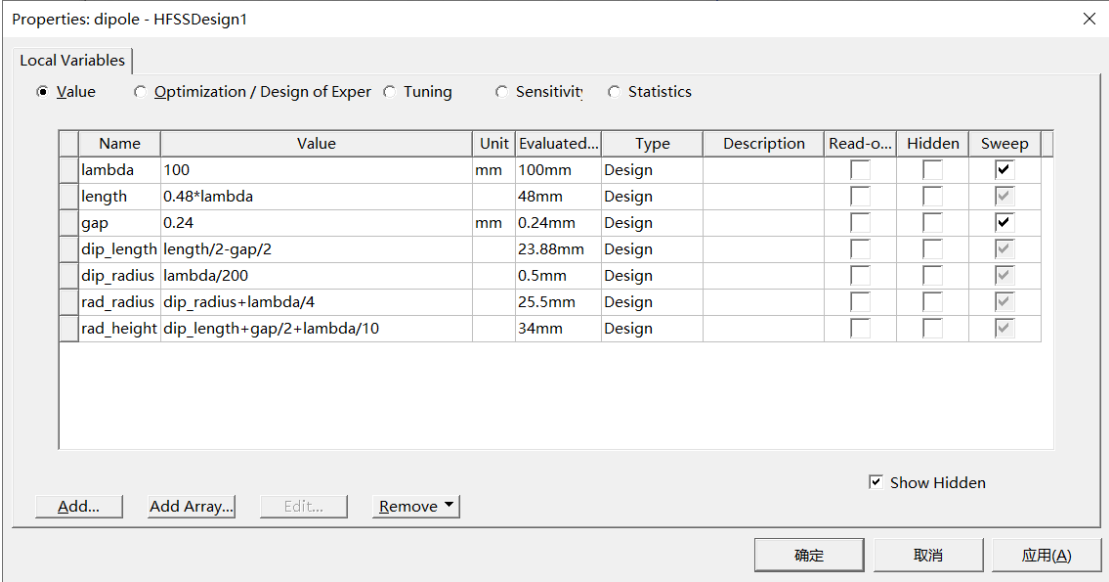 Properties: dipole - HFSSDesign1
Local Variables
Value Optimization / Design of Exper Tuning Sensitivity Statistics
Name Value Unit Evaluated... Type Description Read-o... Hidden Sweep
lambda 100 mm 100mm Design
length 0.48*lambda 48mm Design
gap 0.24 mm 0.24mm Design
dip_length length/2-gap/2 23.88mm Design
dip_radius lambda/200 0.5mm Design
rad_radius dip_radius+lambda/4 25.5mm Design
rad_height dip_length+gap/2+lambda/10 34mm Design
Show Hidden
Add... Add Array... Edit... Remove
确定 取消 应用(A)